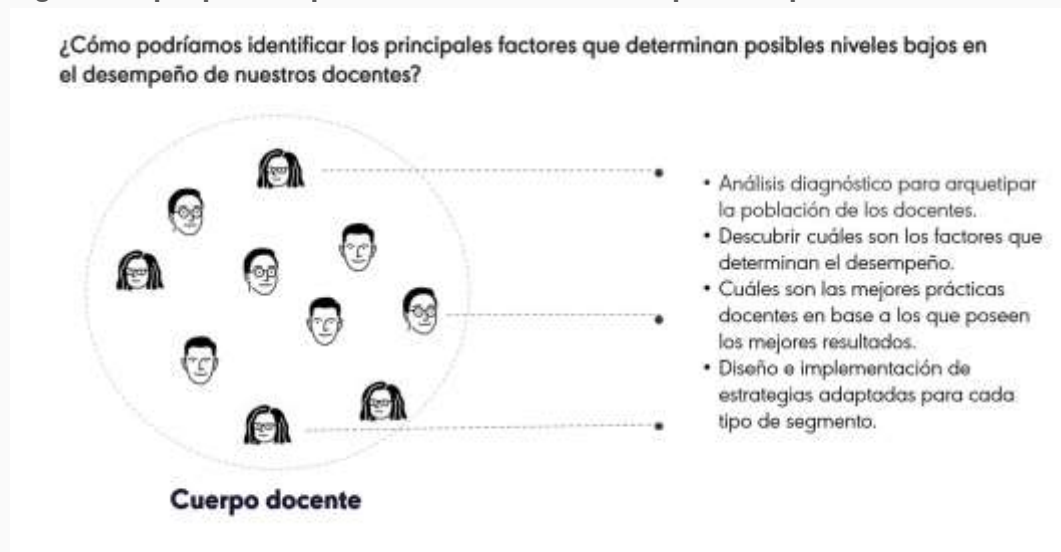 ¿Cómo podríamos identificar los principales factores que determinan posibles niveles bajos en
el desempeño de nuestros docentes?
• Análisis diagnóstico para arquetipar
la población de los docentes.
• Descubrir cuáles son los factores que
determinan el desempeño.
• Cuáles son las mejores prácticas
docentes en base a los que poseen
los mejores resultados.
• Diseño e implementación de
estrategias adaptadas para cada
tipo de segmento.
Cuerpo docente